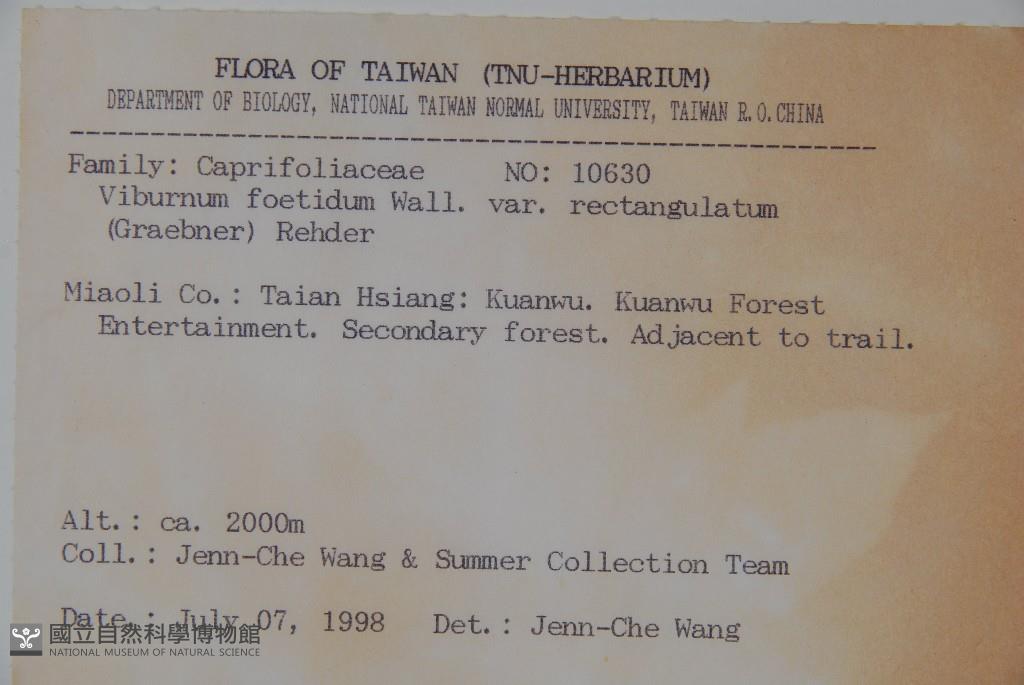 FLORA OF TAIWAN (TNU-HERBARIUM)
DEPARTMENT OF BIOLOGY, NATIONAL TAIWAN NORMAL UNIVERSITY, TAIWAN R.O.CHINA
Family: Caprifoliaceae NO: 10630
Viburnum foetidum Wall. var. rectangulatum
(Graebner) Rehder
Miaoli Co.: Taian Hsiang: Kuanwu. Kuanwu Forest
Entertainment. Secondary forest. Adjacent to trail.
Alt.: ca. 2000m
Coll.: Jenn-Che Wang & Summer Collection Team
Date.: July 07, 1998 Det.: Jenn-Che Wang
國立自然科學博物館
NATIONAL MUSEUM OF NATURAL SCIENCE